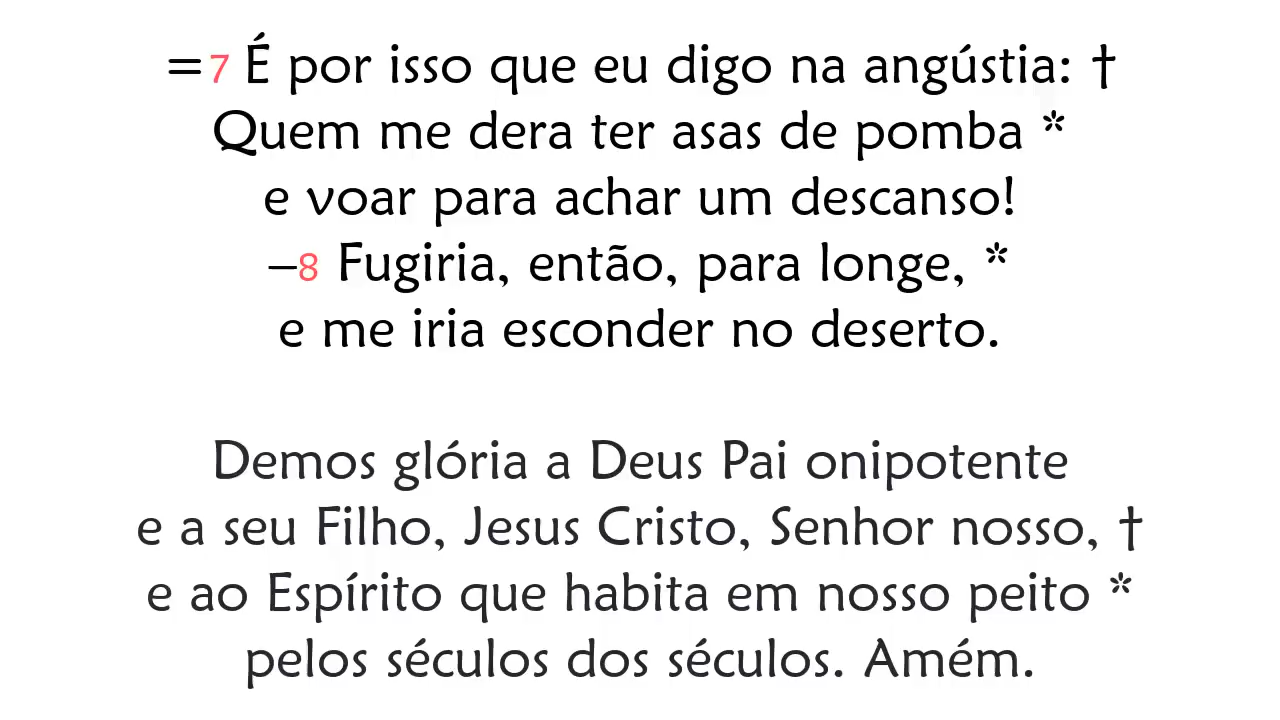 =7 É por isso que eu digo na angústia: †
Quem me dera ter asas de pomba *
e voar para achar um descanso!
–8 Fugiria, então, para longe, *
e me iria esconder no deserto.
Demos glória a Deus Pai onipotente
e a seu Filho, Jesus Cristo, Senhor nosso, †
e ao Espírito que habita em nosso peito *
pelos séculos dos séculos. Amém.